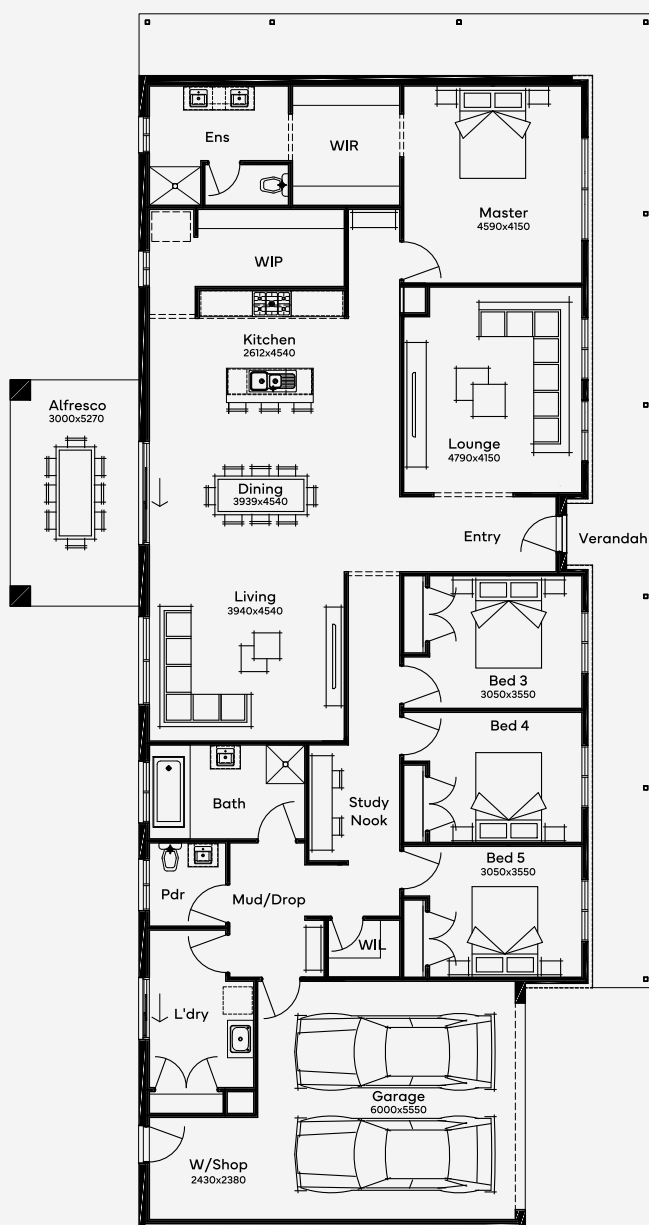 Ens
WIR
Master
4590x4150
WIP
Kitchen
2612x4540
Alfresco
3000x5270
Lounge
4790x4150
Dining
3939x4540
Entry
Verandah
Living
3940x4540
Bed 3
3050x3550
Bed 4
Bath
Study
Nook
Bed 5
3050x3550
Pdr
Mud/Drop
WIL
L'dry
Garage
6000x5550
W/Shop
2430x2380